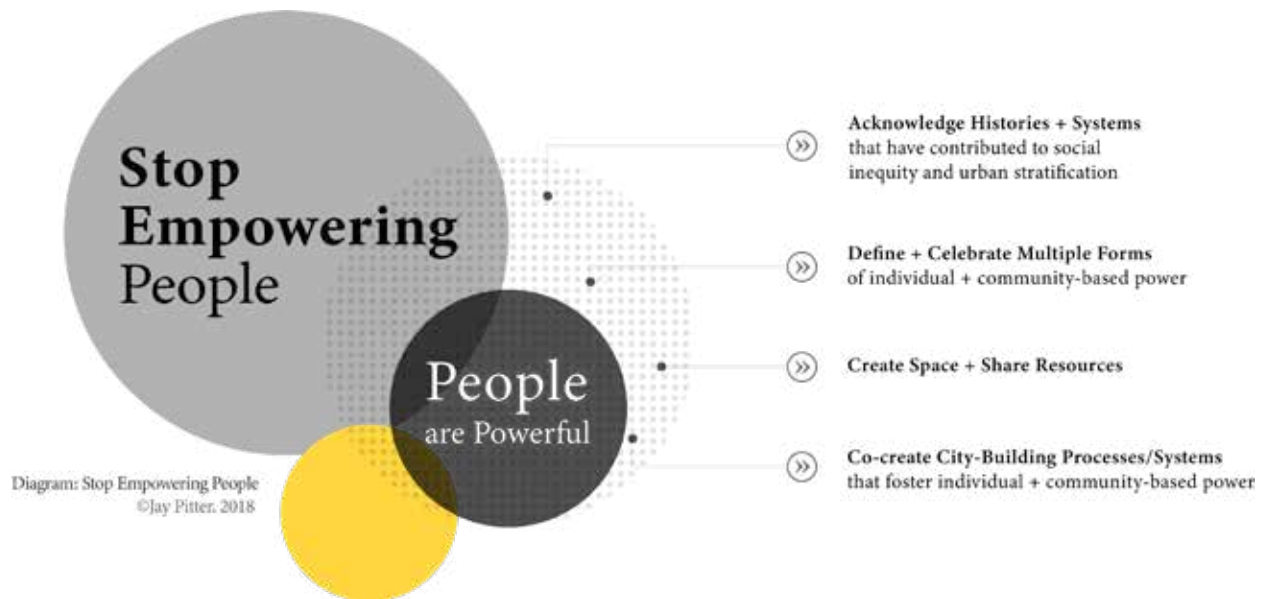 Stop
Empowering
People
People
are Powerful
Acknowledge Histories + Systems
that have contributed to social
inequity and urban stratification
Define + Celebrate Multiple Forms
of individual + community-based power
Create Space + Share Resources
Co-create City-Building Processes/Systems
that foster individual + community-based power
Diagram: Stop Empowering People
©Jay Pitter. 2018